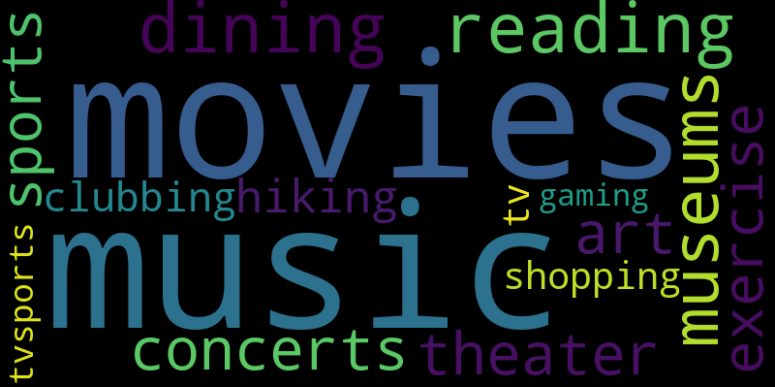 dining
reading
sports
movies
museums
exercise
clubbing
hiking
tv
gaming
music
art
shopping
tvsports
concerts
theater